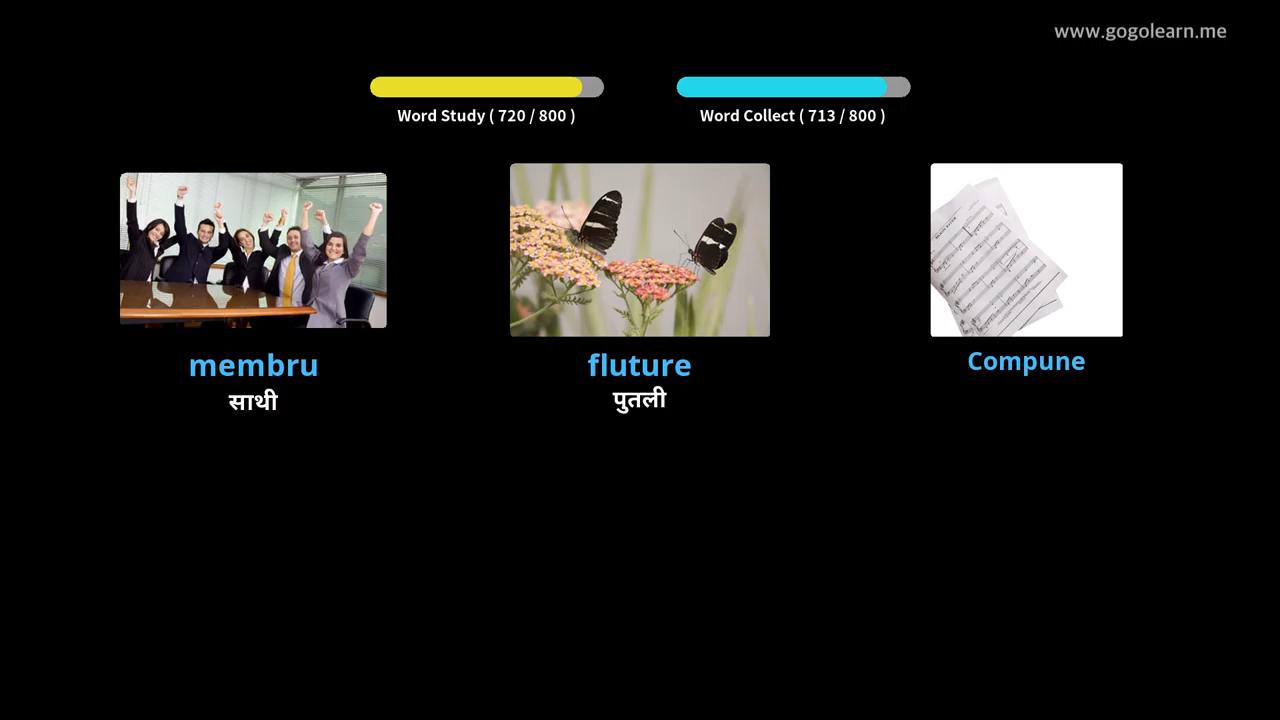 www.gogolearn.me
Word Study ( 720 / 800 )
Word Collect ( 713 / 800 )
membru
fluture
Compune
साथी
पुतली